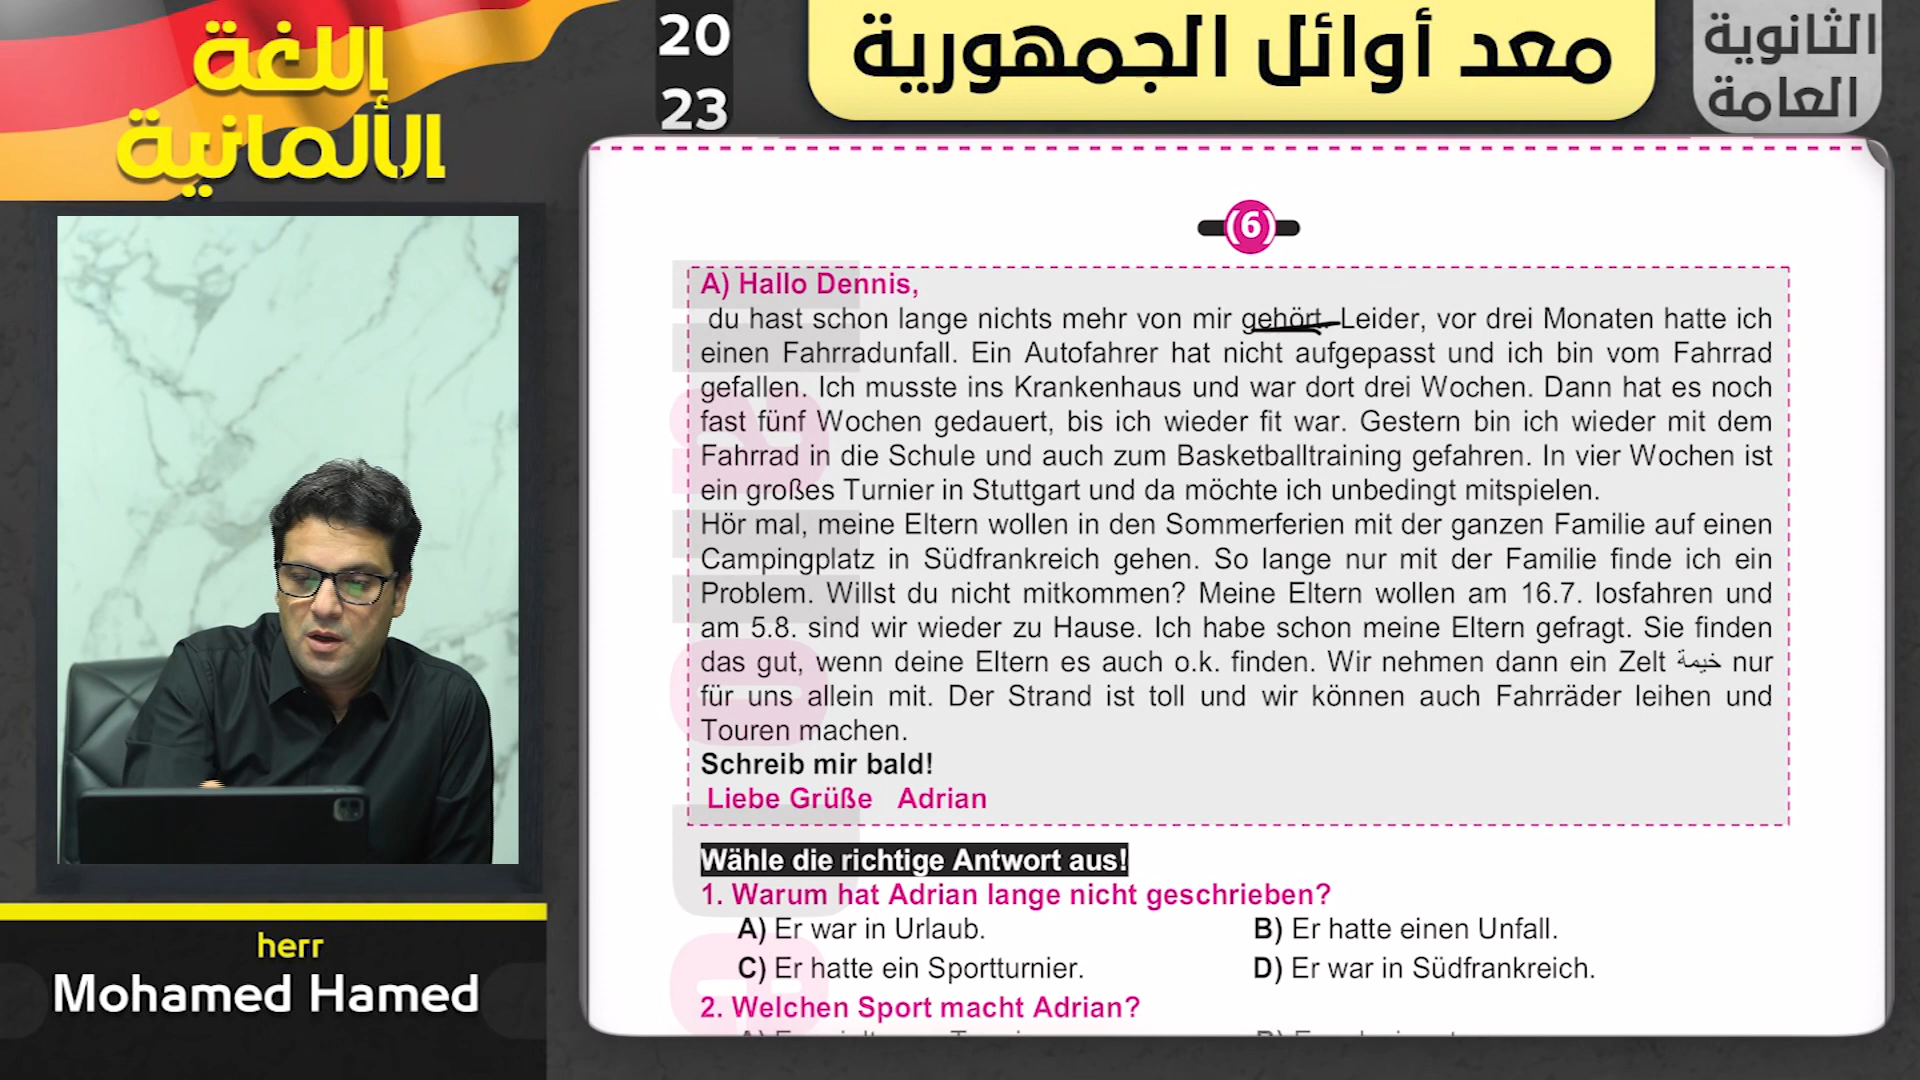 اللغة
الألمانية
20
23
معد أوائل الجمهورية
الثانوية
العامة
(6)
A) Hallo Dennis,
du hast schon lange nichts mehr von mir gehört. Leider, vor drei Monaten hatte ich
einen Fahrradunfall. Ein Autofahrer hat nicht aufgepasst und ich bin vom Fahrrad
gefallen. Ich musste ins Krankenhaus und war dort drei Wochen. Dann hat es noch
fast fünf Wochen gedauert, bis ich wieder fit war. Gestern bin ich wieder mit dem
Fahrrad in die Schule und auch zum Basketballtraining gefahren. In vier Wochen ist
ein großes Turnier in Stuttgart und da möchte ich unbedingt mitspielen.
Hör mal, meine Eltern wollen in den Sommerferien mit der ganzen Familie auf einen
Campingplatz in Südfrankreich gehen. So lange nur mit der Familie finde ich ein
Problem. Willst du nicht mitkommen? Meine Eltern wollen am 16.7. losfahren und
am 5.8. sind wir wieder zu Hause. Ich habe schon meine Eltern gefragt. Sie finden
das gut, wenn deine Eltern es auch o.k. finden. Wir nehmen dann ein Zelt خيمة nur
für uns allein mit. Der Strand ist toll und wir können auch Fahrräder leihen und
Touren machen.
Schreib mir bald!
Liebe Grüße Adrian
Wähle die richtige Antwort aus!
1. Warum hat Adrian lange nicht geschrieben?
A) Er war in Urlaub. B) Er hatte einen Unfall.
C) Er hatte ein Sportturnier. D) Er war in Südfrankreich.
2. Welchen Sport macht Adrian?
herr
Mohamed Hamed